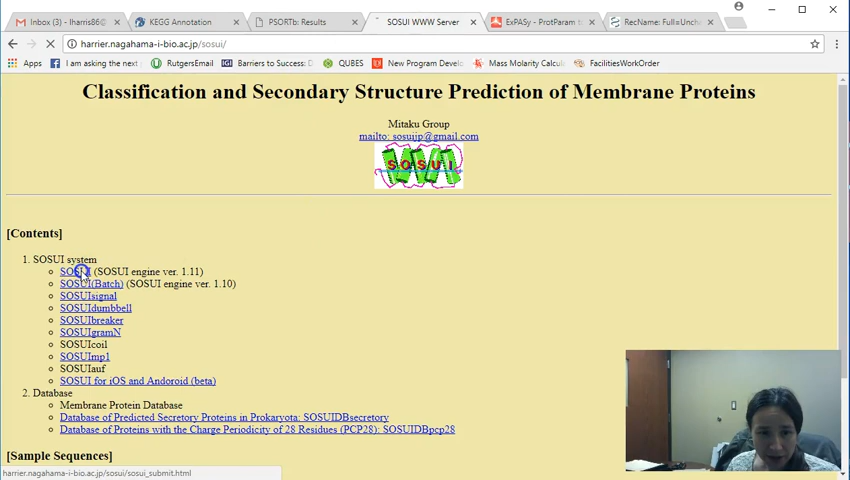 Inbox (21) - lharris86@
KEGG Annotation
PSORTb: Results
SOSUI WWW Server
ExPASy - ProtParam to
RecName: Full=Unch
harrier.nagahama-i-bio.ac.jp/sosui/
Apps
I am asking the next
RutgersEmail
Barriers to Success: D
QUBES
New Program Develo
Mass Molarity Calcu
FacilitiesWorkOrder
Classification and Secondary Structure Prediction of Membrane Proteins
Mitaku Group
mailto: sosuijp@gmail.com
SOSUI
[Contents]
1. SOSUI system
SOSUI (SOSUI engine ver. 1.11)
SOSUI(Batch) (SOSUI engine ver. 1.10)
SOSUIsignal
SOSUIdumbbell
SOSUIbreaker
SOSUIgramN
SOSUIcoil
SOSUImp1
SOSUIauf
SOSUI for iOS and Andoroid (beta)
2. Database
Membrane Protein Database
Database of Predicted Secretory Proteins in Prokaryota: SOSUIDBsecretory
Database of Proteins with the Charge Periodicity of 28 Residues (PCP28): SOSUIDBpcp28
[Sample Sequences]
harrier.nagahama-i-bio.ac.jp/sosui/sosui_submit.html